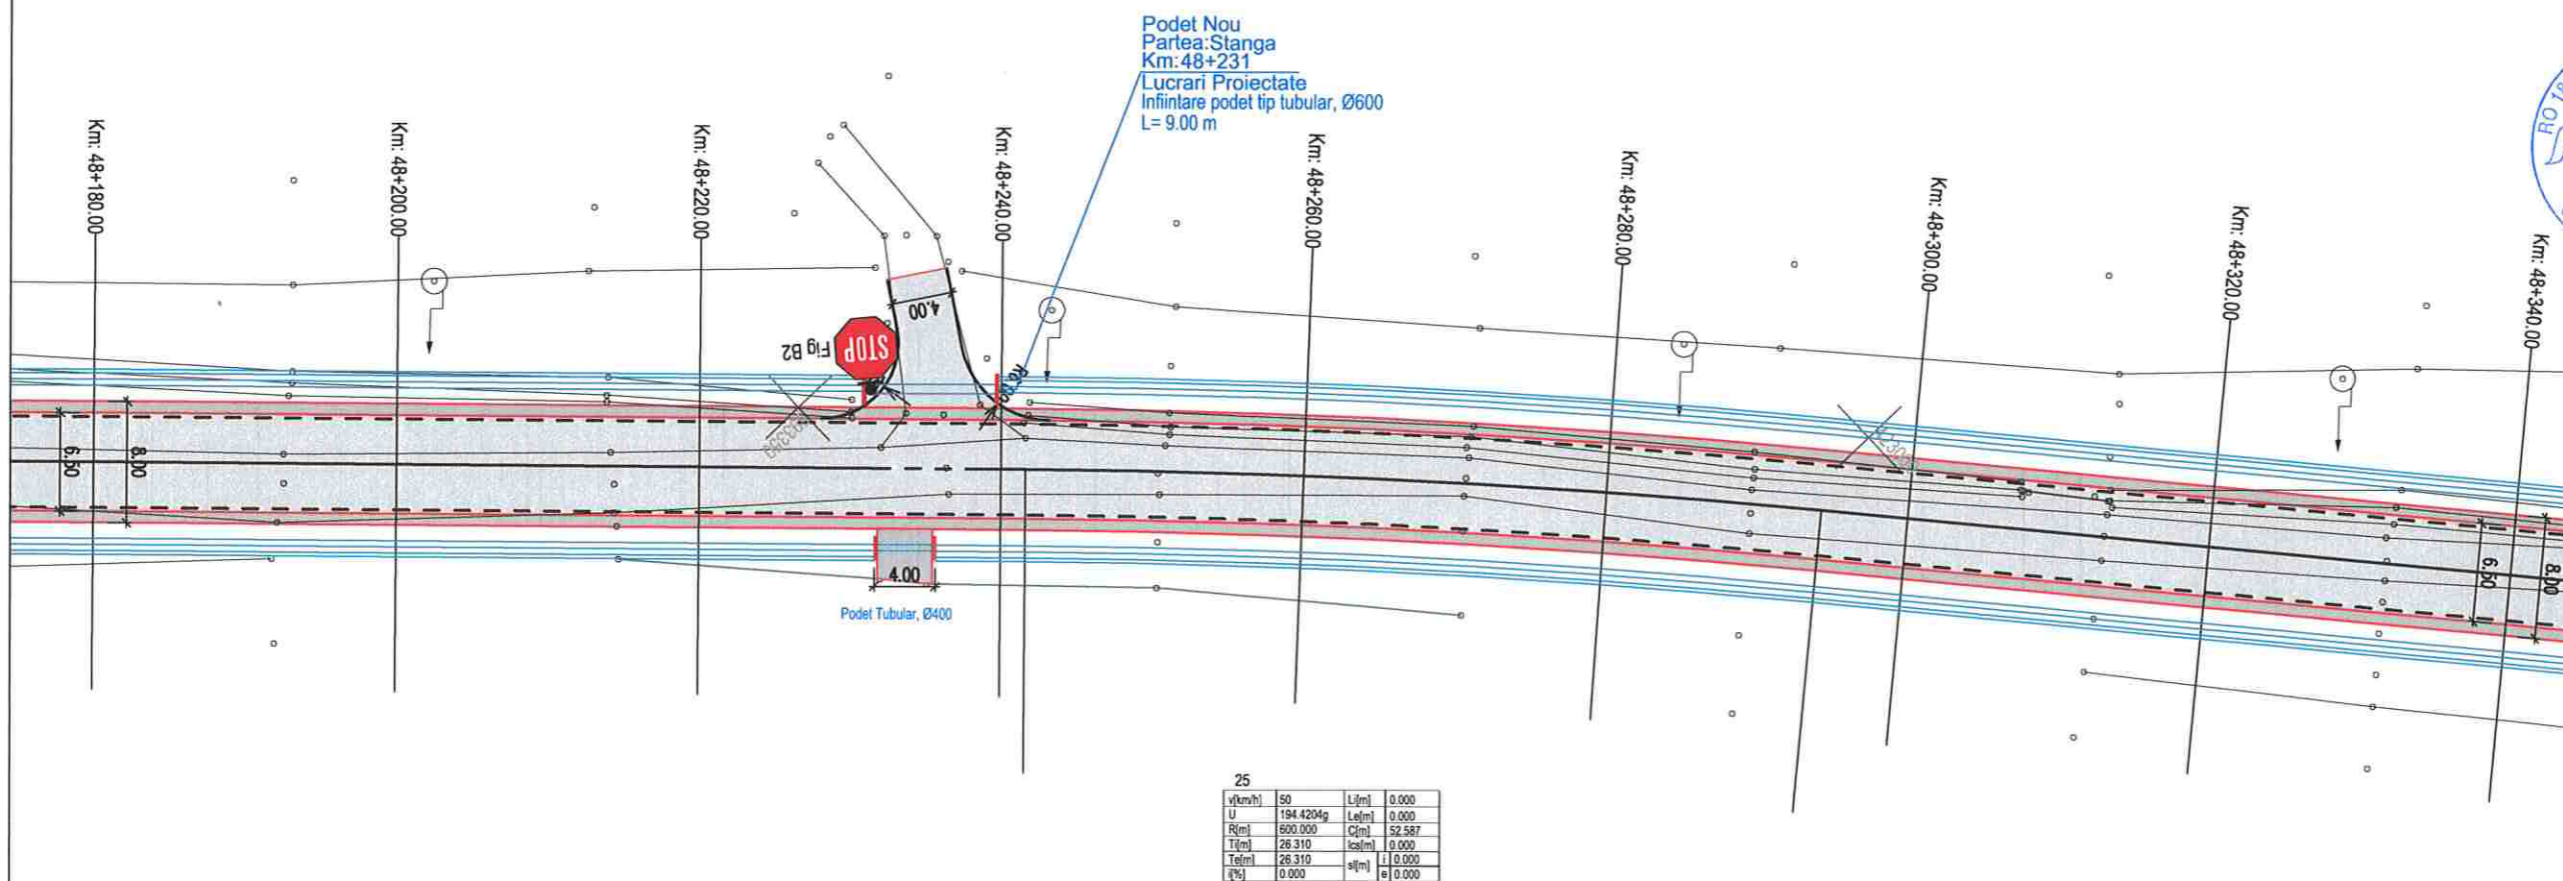 Podet Nou
Partea:Stanga
Km:48+231
Lucrari Proiectate
Infiintare podet tip tubular, Ø600
L= 9.00 m
Km: 48+180.00
Km: 48+200.00
Km: 48+220.00
Km: 48+240.00
Km: 48+260.00
Km: 48+280.00
Km: 48+300.00
Km: 48+320.00
Km: 48+340.00
4.00
STOP
Fig B2
6.50
8.00
6.50
8.00
4.00
Podet Tubular, Ø400
25
v[km/h] 50 Li[m] 0.000
U 194.4204g Le[m] 0.000
R[m] 600.000 C[m] 52.587
Ti[m] 26.310 lcs[m] 0.000
Te[m] 26.310 sl[m] i 0.000
i[%] 0.000 e 0.000